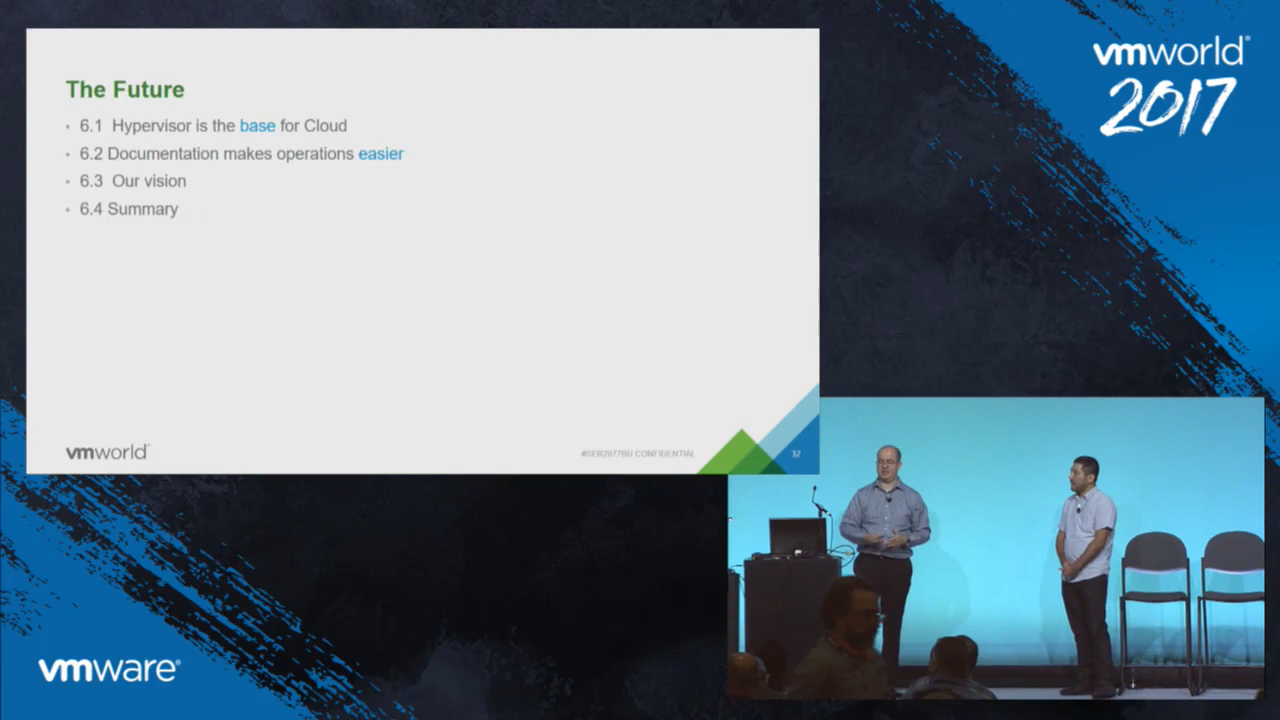 The Future
• 6.1 Hypervisor is the base for Cloud
• 6.2 Documentation makes operations easier
• 6.3 Our vision
• 6.4 Summary
vmworld
#SER2877BU CONFIDENTIAL
32
vmworld®
2017
vmware®